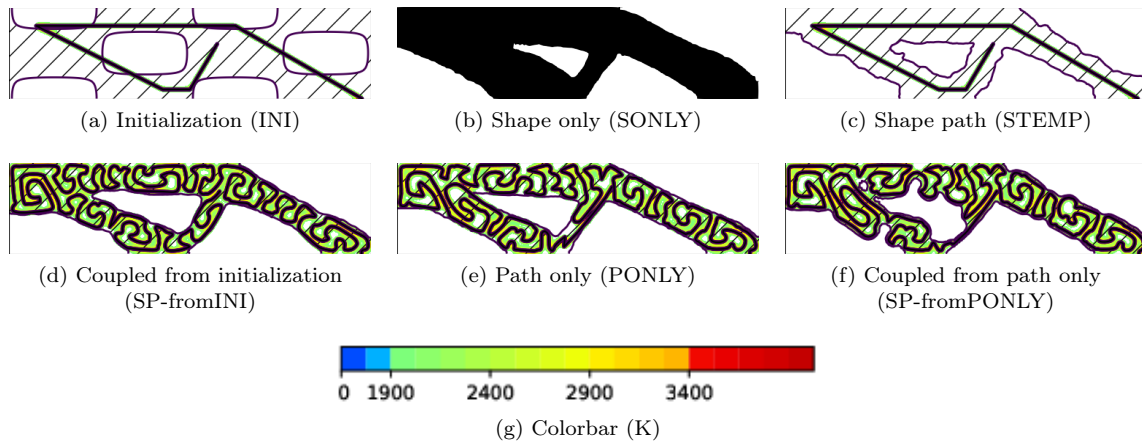 (a) Initialization (INI)
(b) Shape only (SONLY)
(c) Shape path (STEMP)
(d) Coupled from initialization
(SP-fromINI)
(e) Path only (PONLY)
(f) Coupled from path only
(SP-fromPONLY)
0 1900 2400 2900 3400
(g) Colorbar (K)